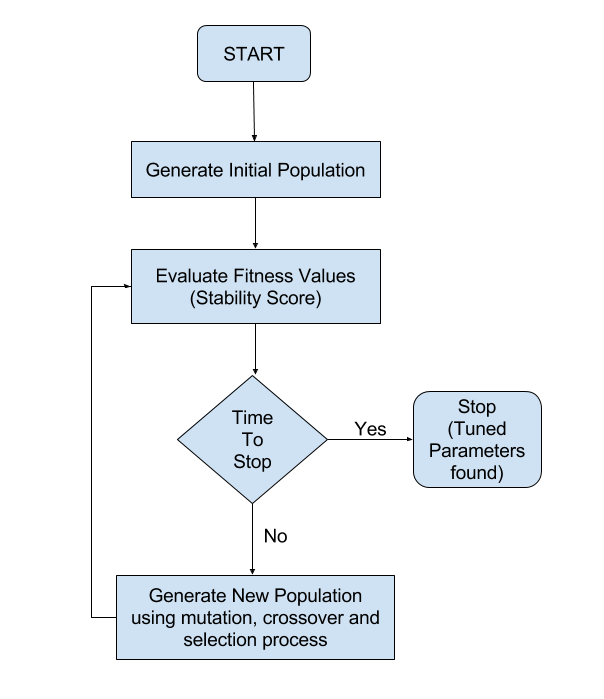 START
Generate Initial Population
Evaluate Fitness Values
(Stability Score)
Time
To
Stop
Yes
Stop
(Tuned
Parameters
found)
No
Generate New Population
using mutation, crossover and
selection process